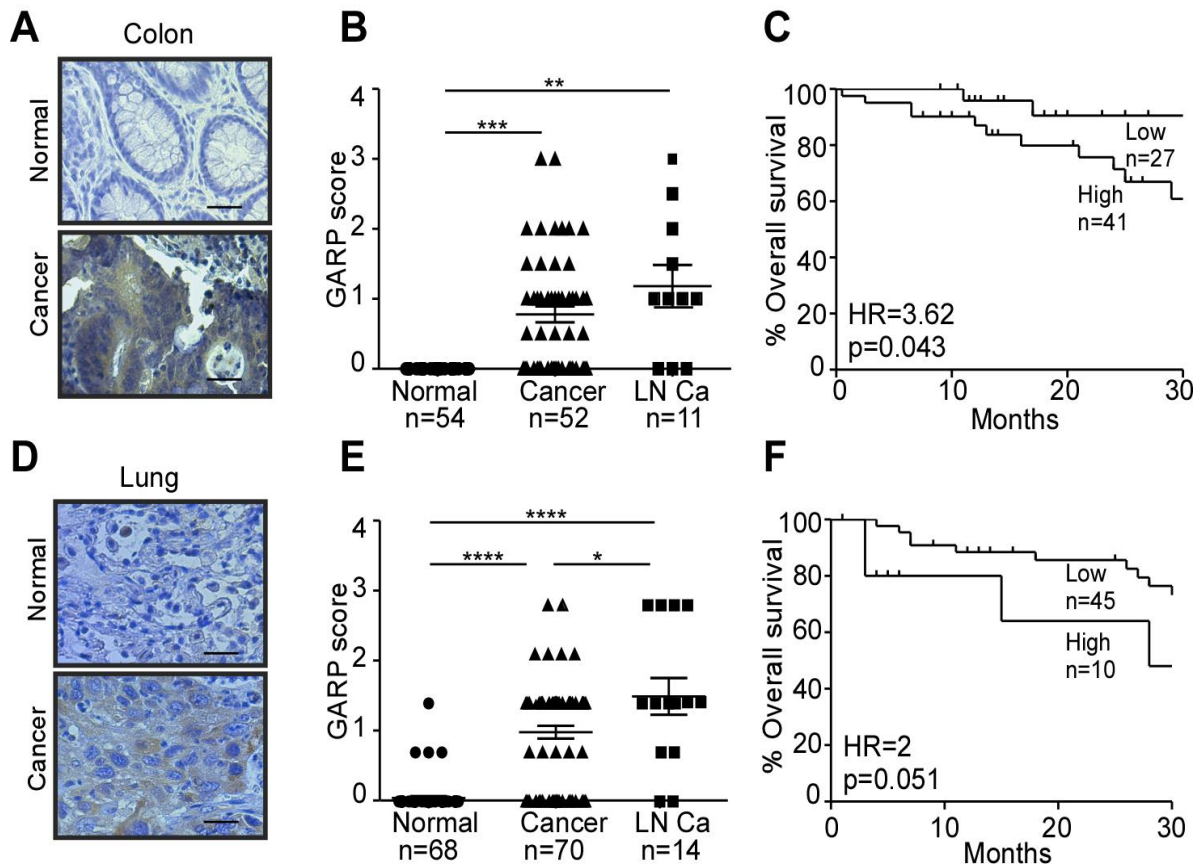 A
Colon
Normal
Cancer
B
GARP score
4
3
2
1
0
**
***
Normal
n=54
Cancer
n=52
LN Ca
n=11
C
% Overall survival
100
80
60
40
20
0
Low
n=27
High
n=41
HR=3.62
p=0.043
0
10
20
30
Months
D
Lung
Normal
Cancer
E
GARP score
4
3
2
1
0
****
****
*
Normal
n=68
Cancer
n=70
LN Ca
n=14
F
% Overall survival
100
80
60
40
20
0
Low
n=45
High
n=10
HR=2
p=0.051
10
20
30
Months